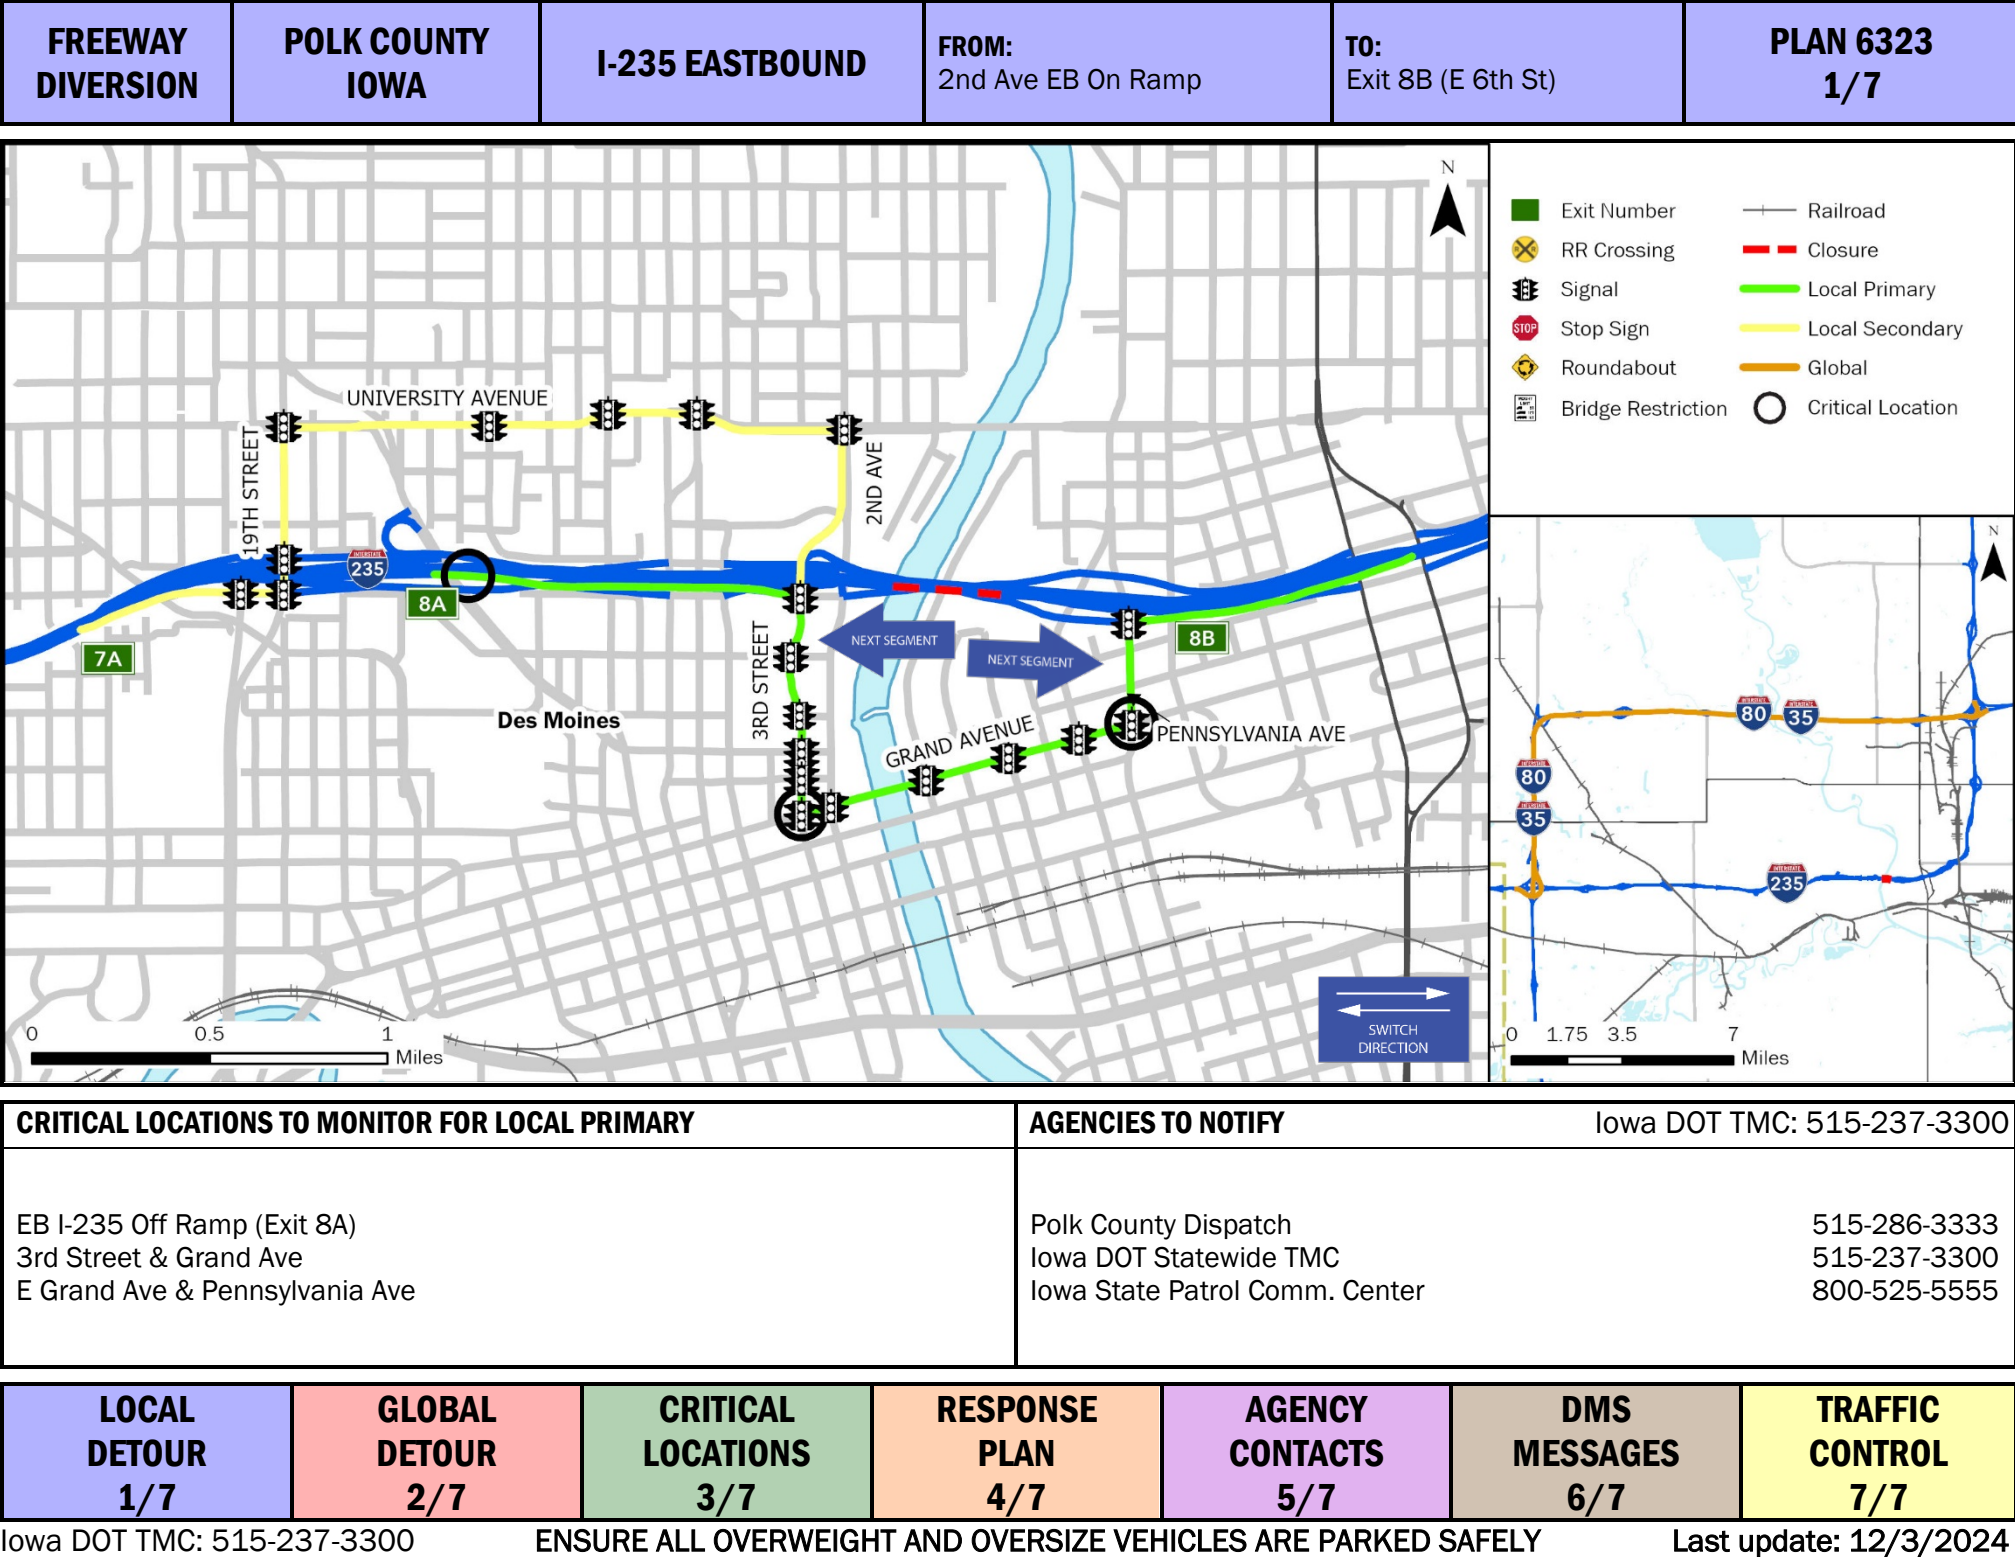 FREEWAY
DIVERSION
POLK COUNTY
IOWA
I-235 EASTBOUND
FROM:
2nd Ave EB On Ramp
TO:
Exit 8B (E 6th St)
PLAN 6323
1/7
N
UNIVERSITY AVENUE
19TH STREET
2ND AVE
INTERSTATE
235
8A
7A
3RD STREET
NEXT SEGMENT
NEXT SEGMENT
8B
Des Moines
GRAND AVENUE
PENNSYLVANIA AVE
0 0.5 1
Miles
SWITCH
DIRECTION
Exit Number
RR Crossing
Signal
STOP
Stop Sign
Roundabout
Bridge Restriction
Railroad
Closure
Local Primary
Local Secondary
Global
Critical Location
N
80
35
80
35
235
0 1.75 3.5 7
Miles
CRITICAL LOCATIONS TO MONITOR FOR LOCAL PRIMARY
EB I-235 Off Ramp (Exit 8A)
3rd Street & Grand Ave
E Grand Ave & Pennsylvania Ave
AGENCIES TO NOTIFY Iowa DOT TMC: 515-237-3300
Polk County Dispatch 515-286-3333
Iowa DOT Statewide TMC 515-237-3300
Iowa State Patrol Comm. Center 800-525-5555
LOCAL
DETOUR
1/7
GLOBAL
DETOUR
2/7
CRITICAL
LOCATIONS
3/7
RESPONSE
PLAN
4/7
AGENCY
CONTACTS
5/7
DMS
MESSAGES
6/7
TRAFFIC
CONTROL
7/7
Iowa DOT TMC: 515-237-3300 ENSURE ALL OVERWEIGHT AND OVERSIZE VEHICLES ARE PARKED SAFELY Last update: 12/3/2024